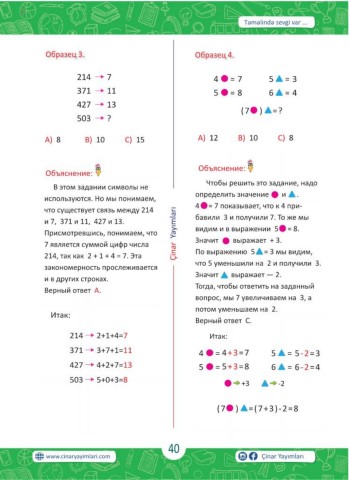 Tamalında sevgi var ...
Образец 3.
214 → 7
371 → 11
427 → 13
503 → ?
A) 8 B) 10 C) 15
Объяснение:
В этом задании символы не
используются. Но мы понимаем,
что существует связь между 214
и 7, 371 и 11, 427 и 13.
Присмотревшись, понимаем, что
7 является суммой цифр числа
214, так как 2 + 1 + 4 = 7. Эта
закономерность прослеживается
и в других строках.
Верный ответ A.
Итак:
214 → 2+1+4=7
371 → 3+7+1=11
427 → 4+2+7=13
503 → 5+0+3=8
Çınar Yayımları
Образец 4.
4 ● = 7 5 ▲ = 3
5 ● = 8 6 ▲ = 4
(7 ●) ▲ = ?
A) 12 B) 10 C) 8
Объяснение:
Чтобы решить это задание, надо
определить значение ● и ▲.
4 ● = 7 показывает, что к 4 при-
бавили 3 и получили 7. То же мы
видим и в выражении 5 ● = 8.
Значит ● выражает + 3.
По выражению 5 ▲ = 3 мы видим,
что 5 уменьшили на 2 и получили 3.
Значит ▲ выражает — 2.
Тогда, чтобы ответить на заданный
вопрос, мы 7 увеличиваем на 3, а
потом уменьшаем на 2.
Верный ответ C.
Итак:
4 ● = 4+3=7 5 ▲ = 5-2=3
5 ● = 5+3=8 6 ▲ = 6-2=4
● → +3 ▲ → -2
(7 ●) ▲ = (7+3)-2=8
www.cinaryayimlari.com
40
Çınar Yayımları